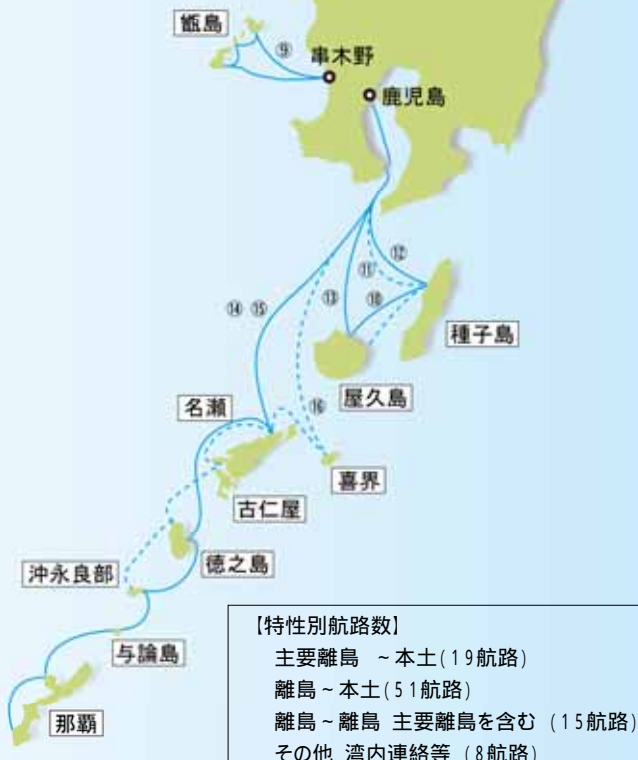 甑島
⑨
串木野
鹿児島
⑫
⑪
⑬
⑩
⑭ ⑮
種子島
屋久島
名瀬
⑯
喜界
古仁屋
徳之島
沖永良部
与論島
那覇
【特性別航路数】
主要離島 ~本土(19航路)
離島~本土(51航路)
離島~離島 主要離島を含む (15航路)
その他 湾内連絡等 (8航路)